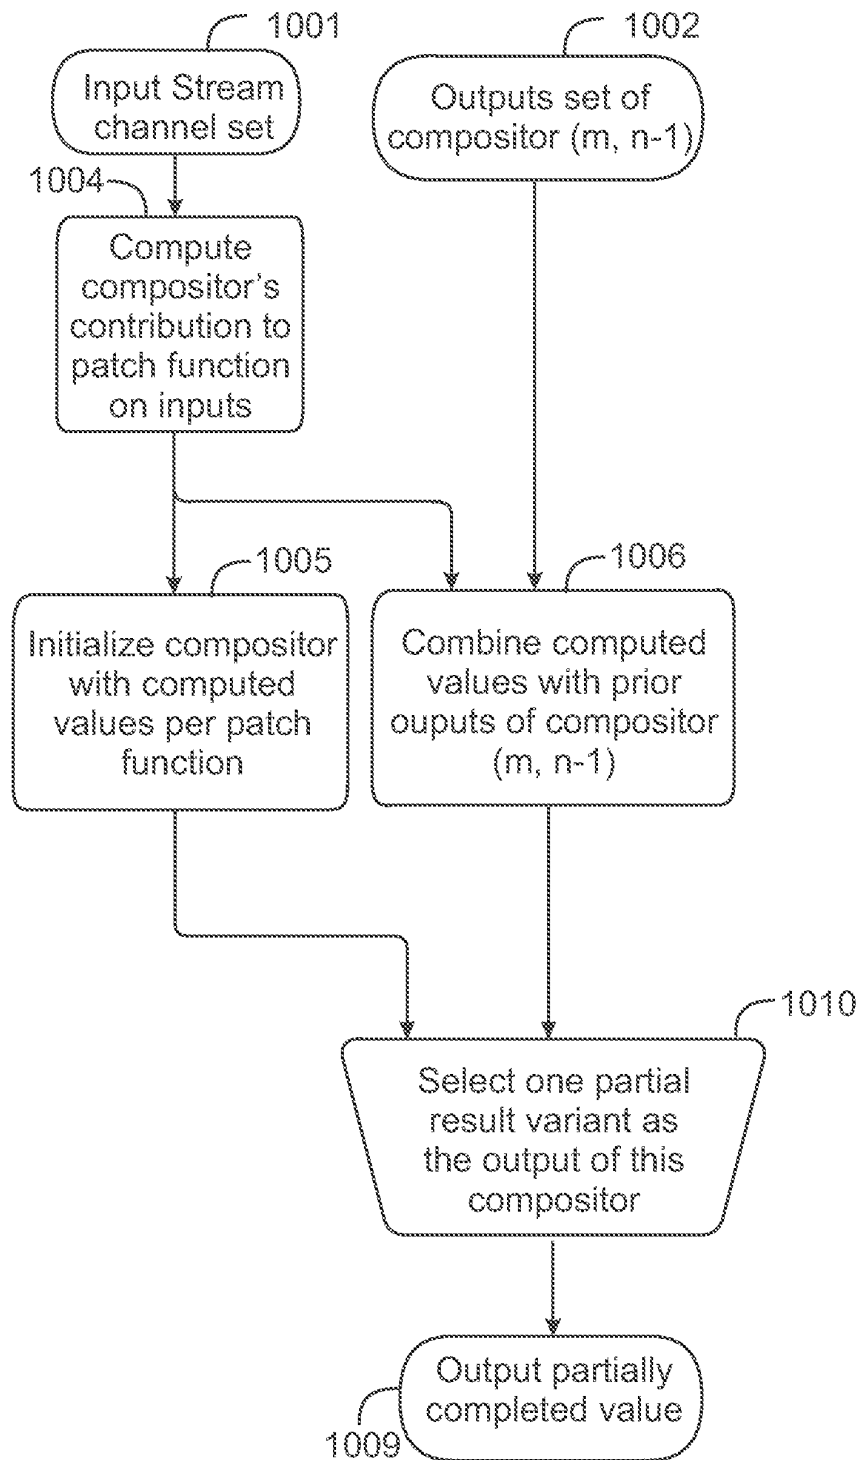 1001
1002
Input Stream
channel set
Outputs set of
compositor (m, n-1)
1004
Compute
compositor's
contribution to
patch function
on inputs
1005
1006
Initialize compositor
with computed
values per patch
function
Combine computed
values with prior
ouputs of compositor
(m, n-1)
1010
Select one partial
result variant as
the output of this
compositor
Output partially
completed value
1009